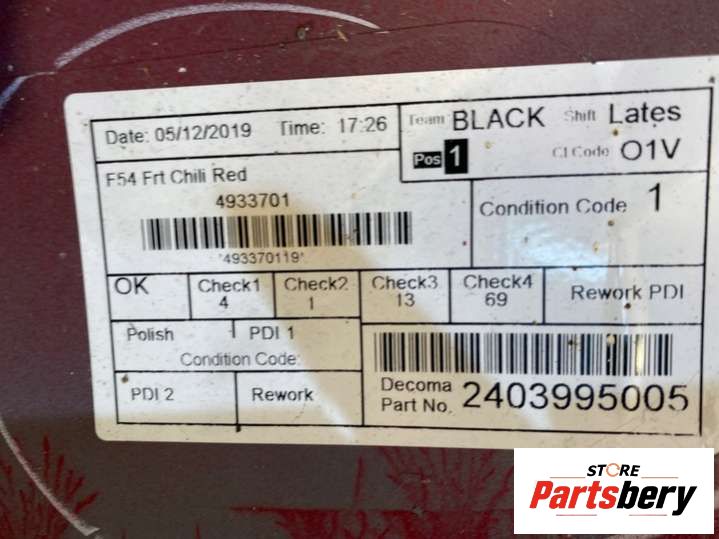 Date: 05/12/2019 Time: 17:26 Team BLACK Shift Lates
Pos 1 CI Code O1V
F54 Frt Chili Red
4933701
*493370119*
Condition Code 1
OK Check1 Check2 Check3 Check4 Rework PDI
4 1 13 69
Polish PDI 1
Condition Code:
PDI 2 Rework
Decoma
Part No. 2403995005
STORE
Partsbery